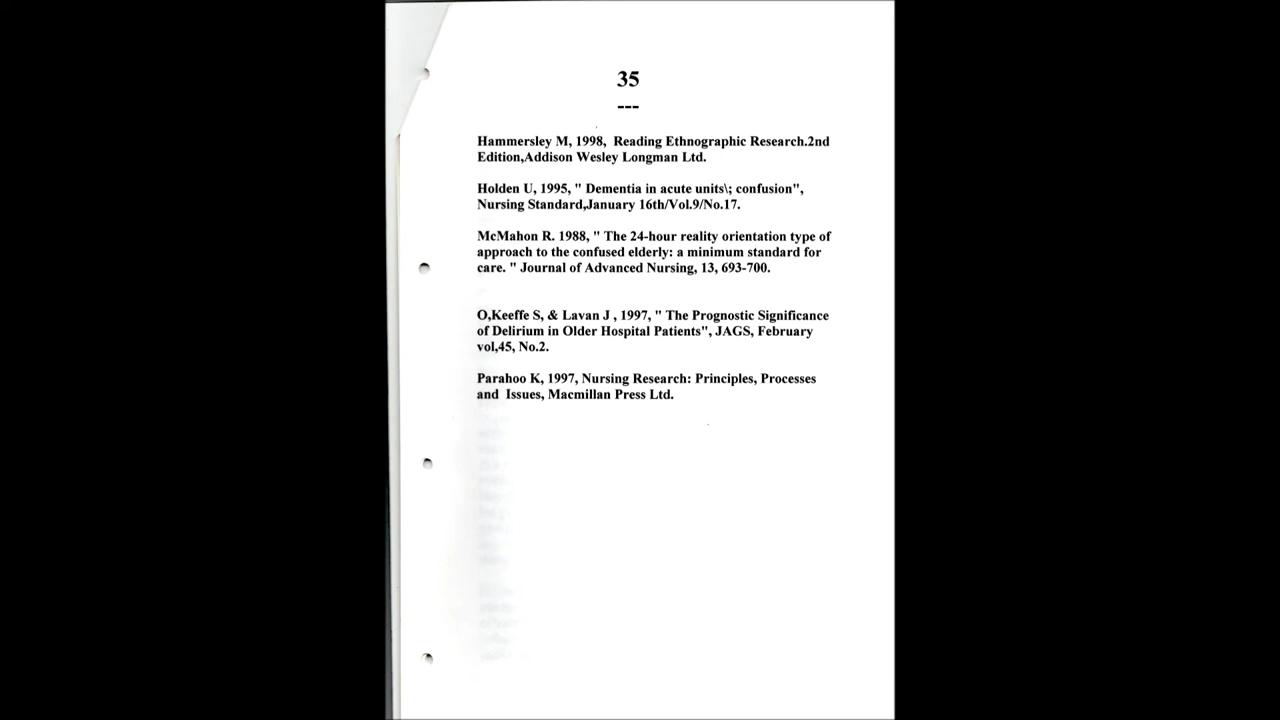 35
---
Hammersley M, 1998,  Reading Ethnographic Research.2nd
Edition,Addison Wesley Longman Ltd.
Holden U, 1995, " Dementia in acute units\; confusion",
Nursing Standard,January 16th/Vol.9/No.17.
McMahon R. 1988, " The 24-hour reality orientation type of
approach to the confused elderly: a minimum standard for
care. " Journal of Advanced Nursing, 13, 693-700.
O,Keeffe S, & Lavan J , 1997, " The Prognostic Significance
of Delirium in Older Hospital Patients", JAGS, February
vol,45, No.2.
Parahoo K, 1997, Nursing Research: Principles, Processes
and  Issues, Macmillan Press Ltd.